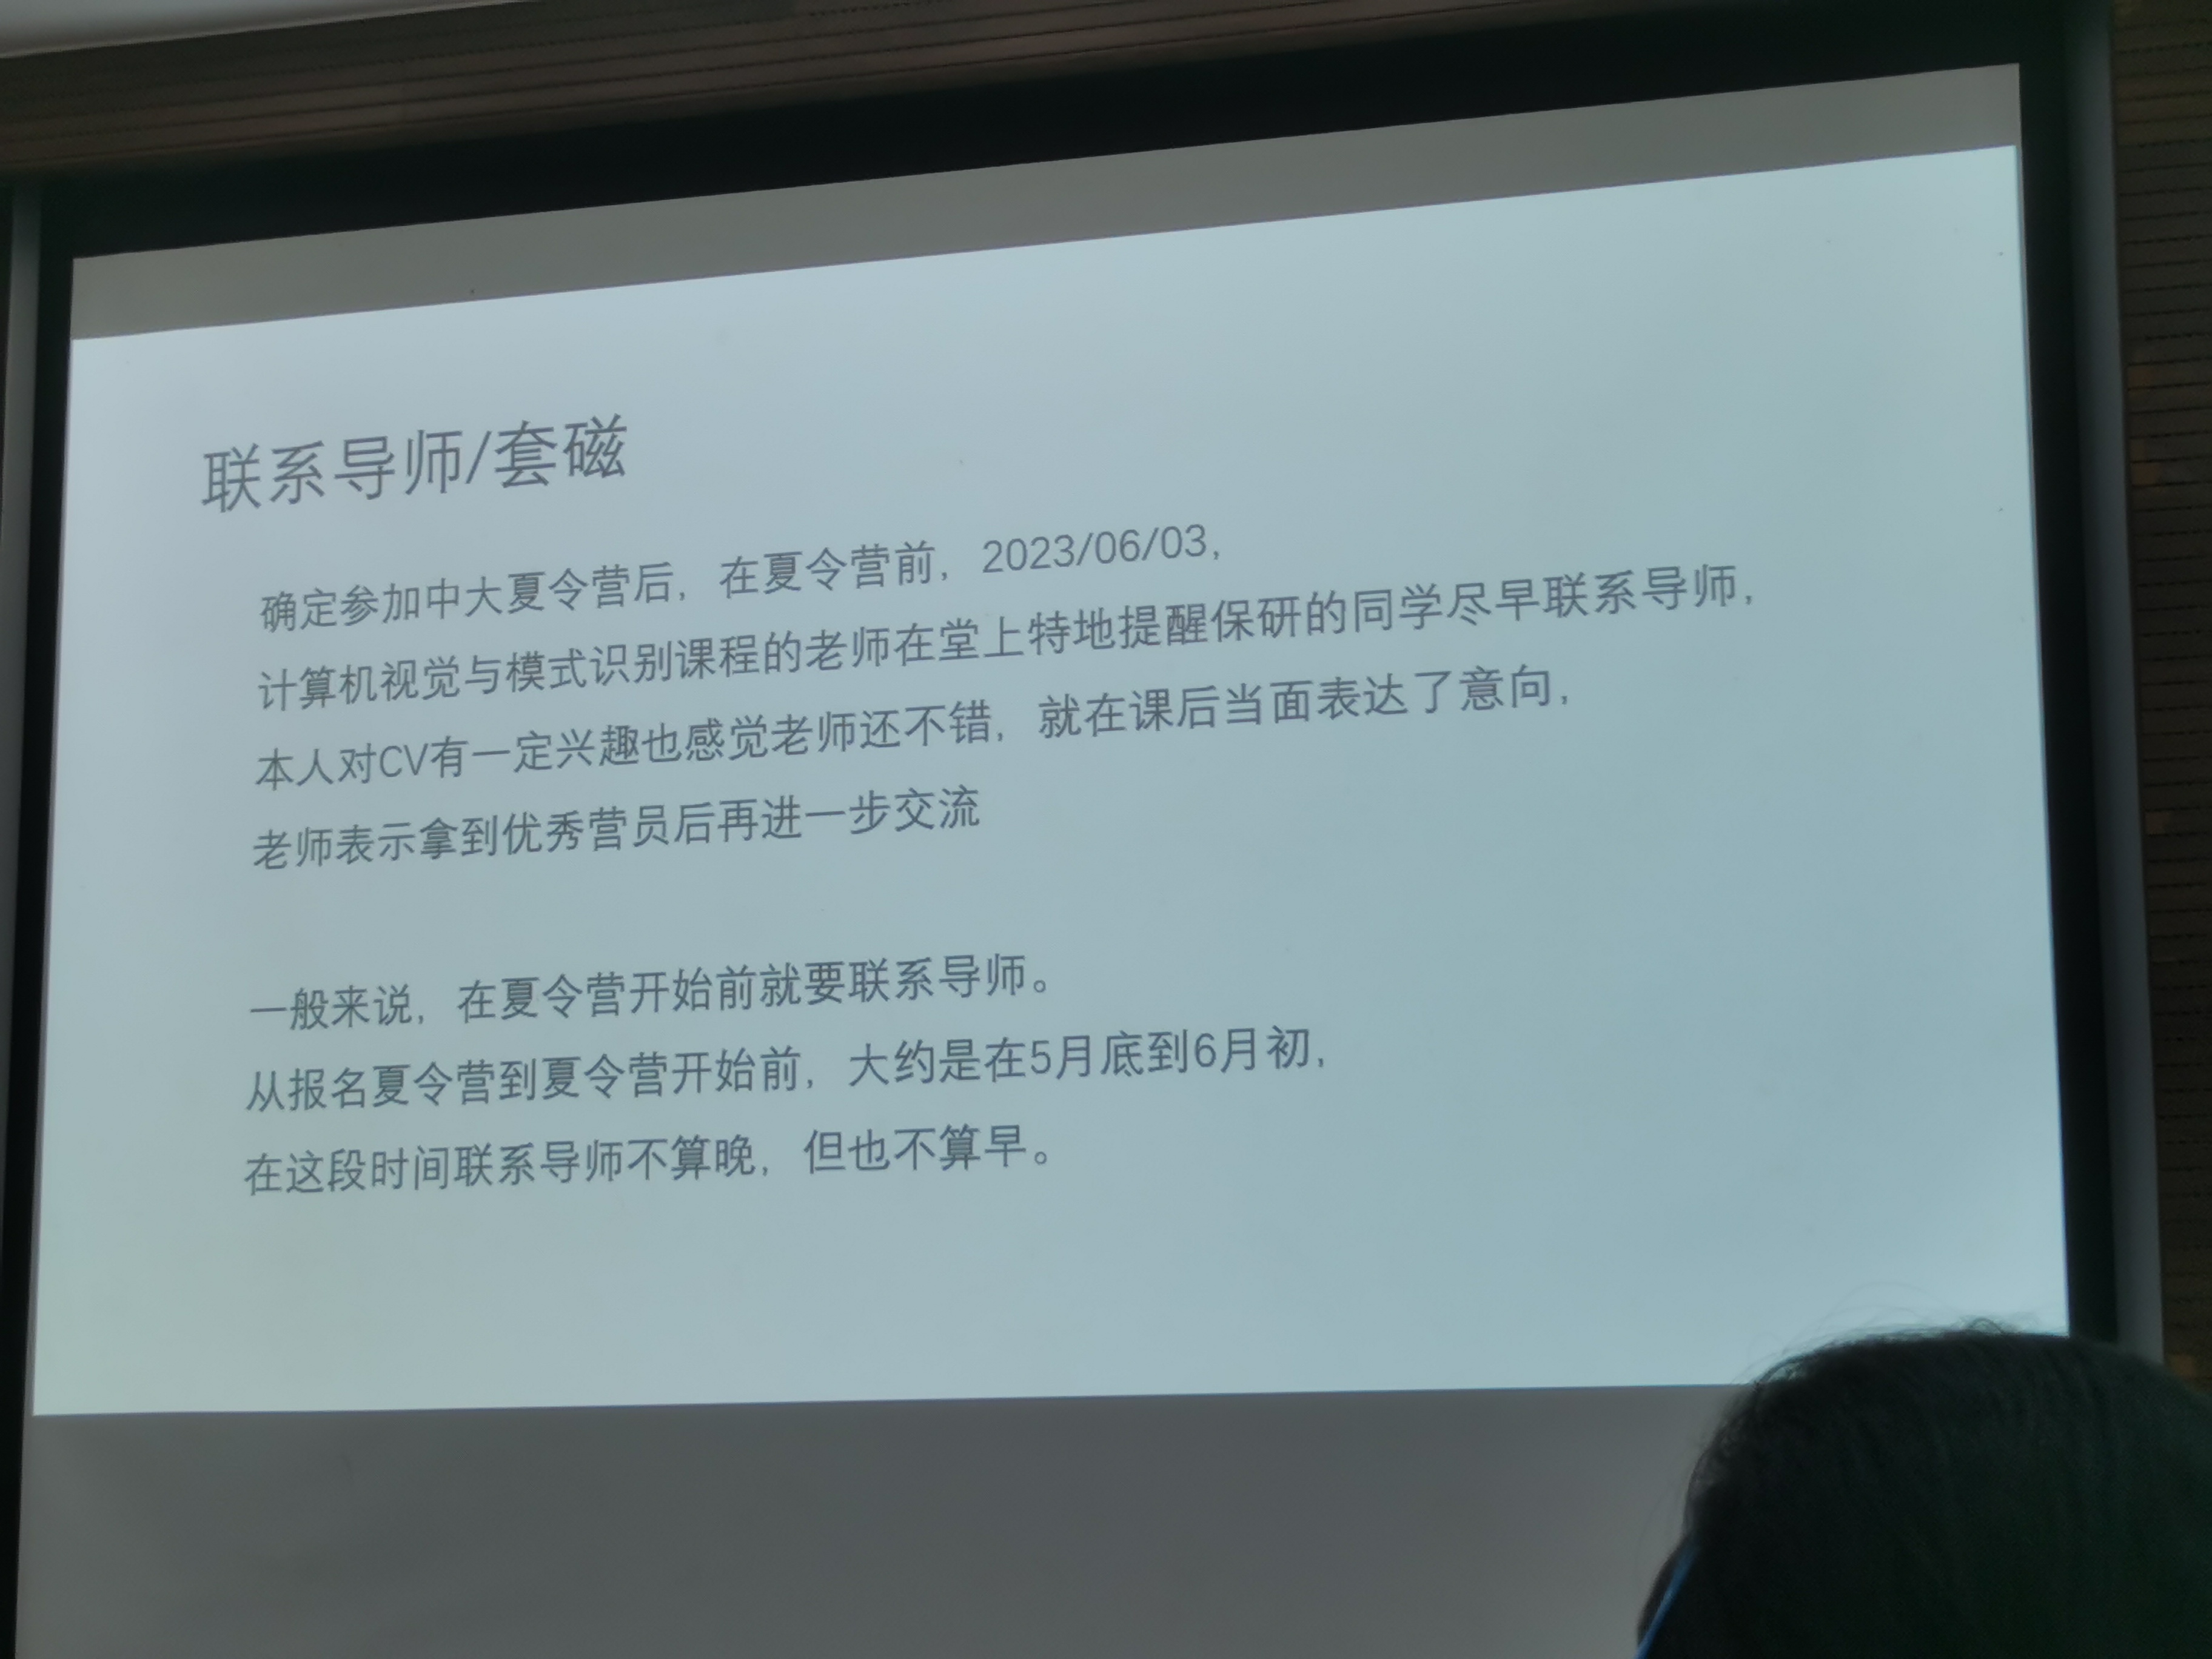 联系导师/套磁
确定参加中大夏令营后，在夏令营前，2023/06/03，
计算机视觉与模式识别课程的老师在堂上特地提醒保研的同学尽早联系导师，
本人对CV有一定兴趣也感觉老师还不错，就在课后当面表达了意向，
老师表示拿到优秀营员后再进一步交流
一般来说，在夏令营开始前就要联系导师。
从报名夏令营到夏令营开始前，大约是在5月底到6月初，
在这段时间联系导师不算晚，但也不算早。